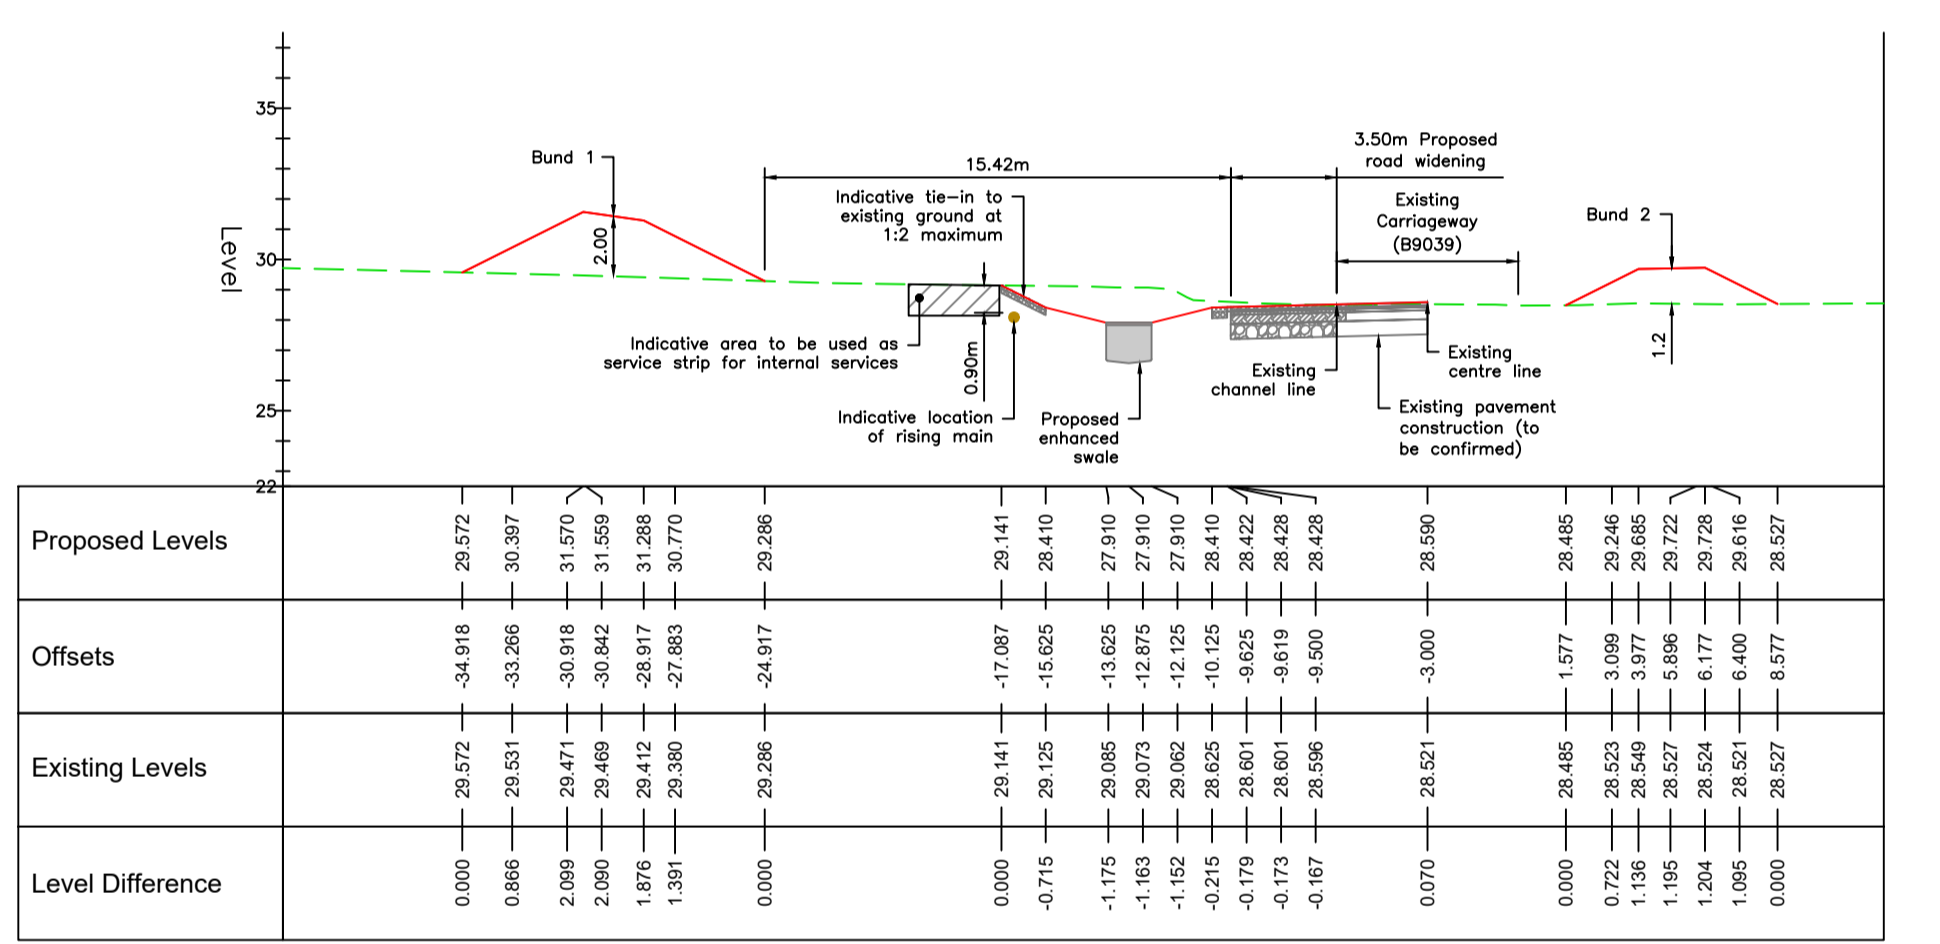 35
30
25
22
Level
Bund 1
2.00
15.42m
3.50m Proposed
road widening
Indicative tie-in to
existing ground at
1:2 maximum
Existing
Carriageway
(B9039)
Bund 2
1.2
Indicative area to be used as
service strip for internal services
0.90m
Indicative location
of rising main
Proposed
enhanced
swale
Existing
channel line
Existing
centre line
Existing pavement
construction (to
be confirmed)
Proposed Levels
29.572 30.397 31.570 31.559 31.288 30.770 29.286 29.141 28.410 27.910 27.910 27.910 28.410 28.422 28.428 28.428 28.590 28.485 29.246 29.685 29.722 29.728 29.616 28.527
Offsets
-34.918 -33.266 -30.918 -30.842 -28.917 -27.883 -24.917 -17.087 -15.625 -13.625 -12.875 -12.125 -10.125 -9.625 -9.619 -9.500 -3.000 1.577 3.099 3.977 5.896 6.177 6.400 8.577
Existing Levels
29.572 29.531 29.471 29.469 29.412 29.380 29.286 29.141 29.125 29.085 29.073 29.062 28.625 28.601 28.601 28.596 28.521 28.485 28.523 28.549 28.527 28.524 28.521 28.527
Level Difference
0.000 0.866 2.099 2.090 1.876 1.391 0.000 0.000 -0.715 -1.175 -1.163 -1.152 -0.215 -0.179 -0.173 -0.167 0.070 0.000 0.722 1.136 1.195 1.204 1.095 0.000